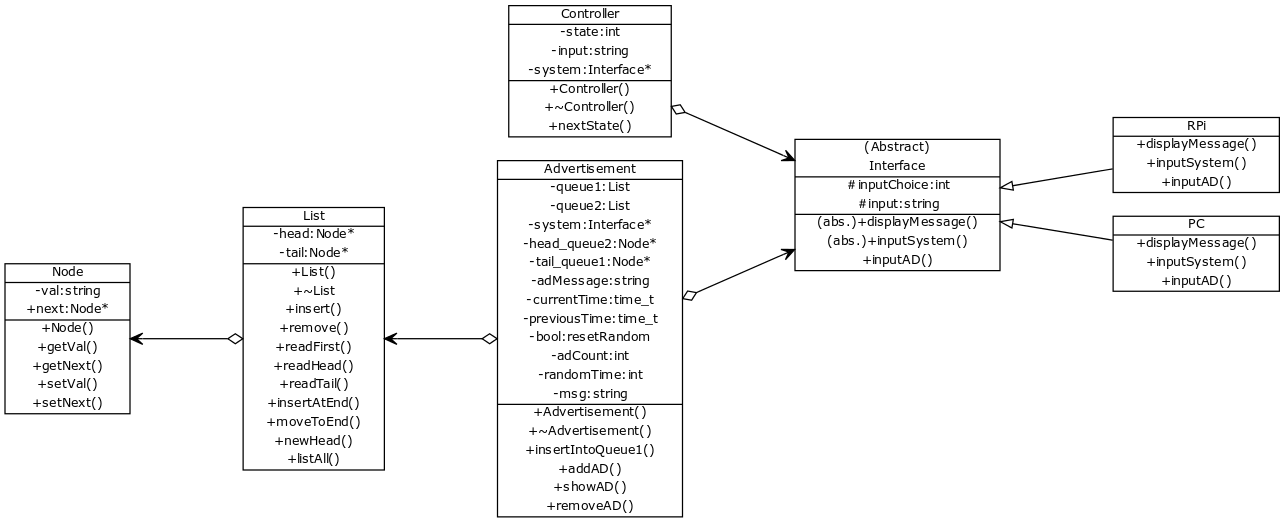 Controller
-state:int
-input:string
-system:Interface*
+Controller()
+~Controller()
+nextState()
(Abstract)
Interface
#inputChoice:int
#input:string
(abs.)+displayMessage()
(abs.)+inputSystem()
+inputAD()
RPi
+displayMessage()
+inputSystem()
+inputAD()
PC
+displayMessage()
+inputSystem()
+inputAD()
Advertisement
-queue1:List
-queue2:List
-system:Interface*
-head_queue2:Node*
-tail_queue1:Node*
-adMessage:string
-currentTime:time_t
-previousTime:time_t
-bool:resetRandom
-adCount:int
-randomTime:int
-msg:string
+Advertisement()
+~Advertisement()
+insertIntoQueue1()
+addAD()
+showAD()
+removeAD()
List
-head:Node*
-tail:Node*
+List()
+~List
+insert()
+remove()
+readFirst()
+readHead()
+readTail()
+insertAtEnd()
+moveToEnd()
+newHead()
+listAll()
Node
-val:string
+next:Node*
+Node()
+getVal()
+getNext()
+setVal()
+setNext()